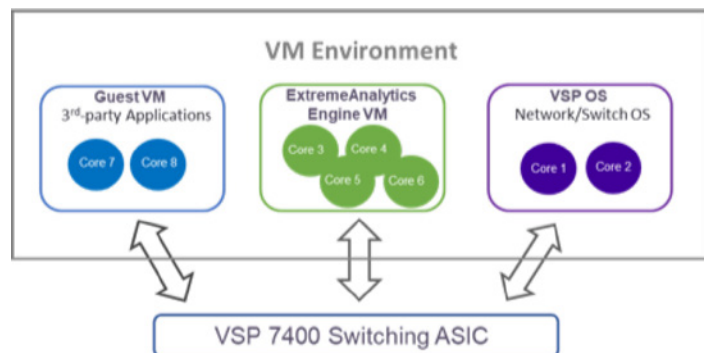 VM Environment
Guest VM
3rd-party Applications
Core 7
Core 8
ExtremeAnalytics
Engine VM
Core 3
Core 4
Core 5
Core 6
VSP OS
Network/Switch OS
Core 1
Core 2
VSP 7400 Switching ASIC